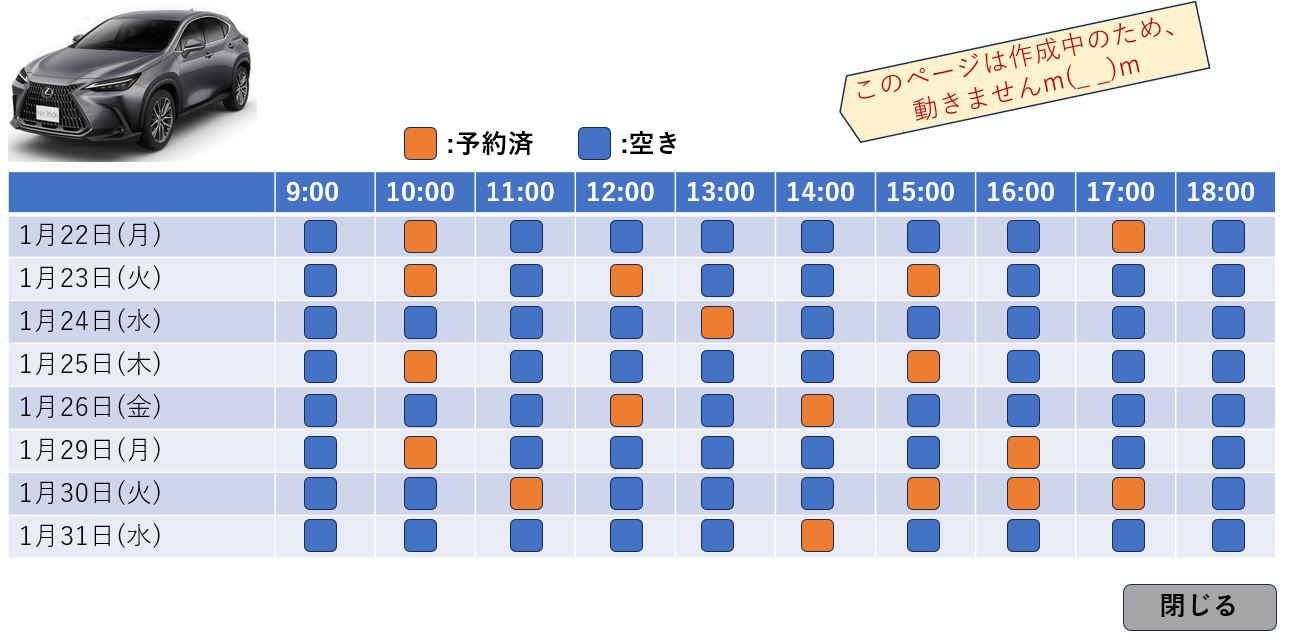 このページは作成中のため、
動きませんm(_ _)m
:予約済 :空き
9:00 10:00 11:00 12:00 13:00 14:00 15:00 16:00 17:00 18:00
1月22日(月)
1月23日(火)
1月24日(水)
1月25日(木)
1月26日(金)
1月29日(月)
1月30日(火)
1月31日(水)
閉じる